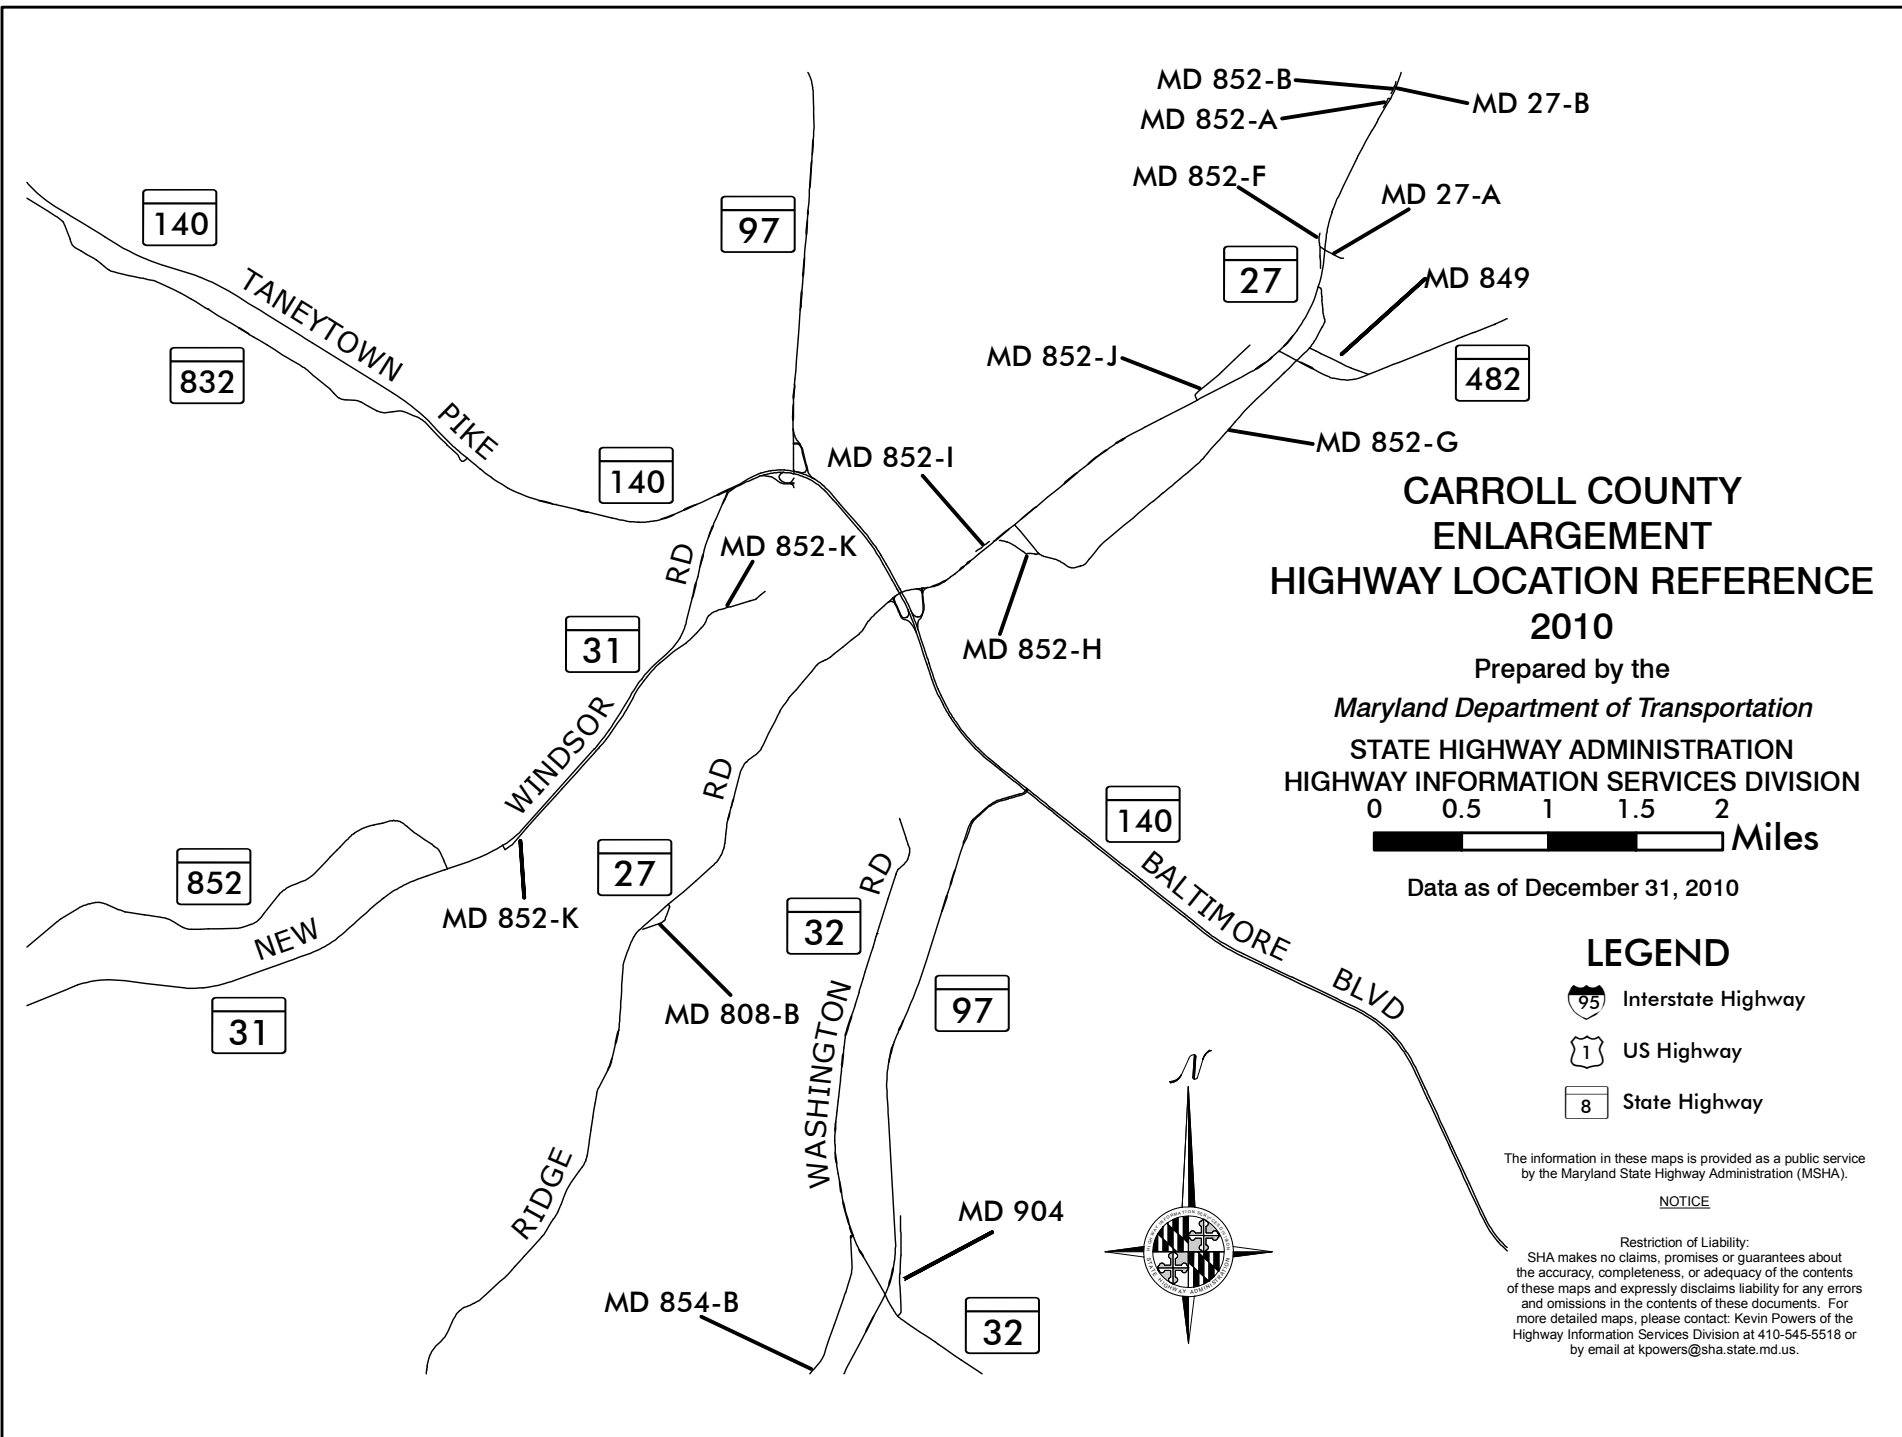 MD 852-B
MD 27-B
MD 852-A
MD 852-F
MD 27-A
140
97
27
MD 849
TANEYTOWN
832
MD 852-J
482
PIKE
MD 852-G
140
MD 852-I
CARROLL COUNTY
ENLARGEMENT
HIGHWAY LOCATION REFERENCE
2010
Prepared by the
Maryland Department of Transportation
STATE HIGHWAY ADMINISTRATION
HIGHWAY INFORMATION SERVICES DIVISION
0 0.5 1 1.5 2
Miles
Data as of December 31, 2010
RD
MD 852-K
31
MD 852-H
WINDSOR
RD
140
BALTIMORE
BLVD
852
NEW
MD 852-K
27
RD
32
31
MD 808-B
97
WASHINGTON
RIDGE
MD 904
MD 854-B
32
N
LEGEND
95 Interstate Highway
1 US Highway
8 State Highway
The information in these maps is provided as a public service
by the Maryland State Highway Administration (MSHA).
NOTICE
Restriction of Liability:
SHA makes no claims, promises or guarantees about
the accuracy, completeness, or adequacy of the contents
of these maps and expressly disclaims liability for any errors
and omissions in the contents of these documents. For
more detailed maps, please contact: Kevin Powers of the
Highway Information Services Division at 410-545-5518 or
by email at kpowers@sha.state.md.us.
HIGHWAY INFORMATION SERVICES DIVISION
STATE HIGHWAY ADMINISTRATION